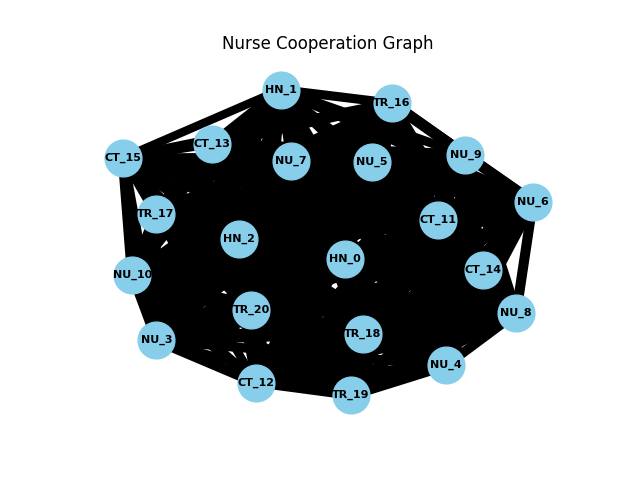 Nurse Cooperation Graph
HN_1
TR_16
CT_13
CT_15
NU_7
NU_5
NU_9
NU_6
TR_17
CT_11
HN_2
HN_0
CT_14
NU_10
TR_20
NU_8
TR_18
NU_3
NU_4
CT_12
TR_19